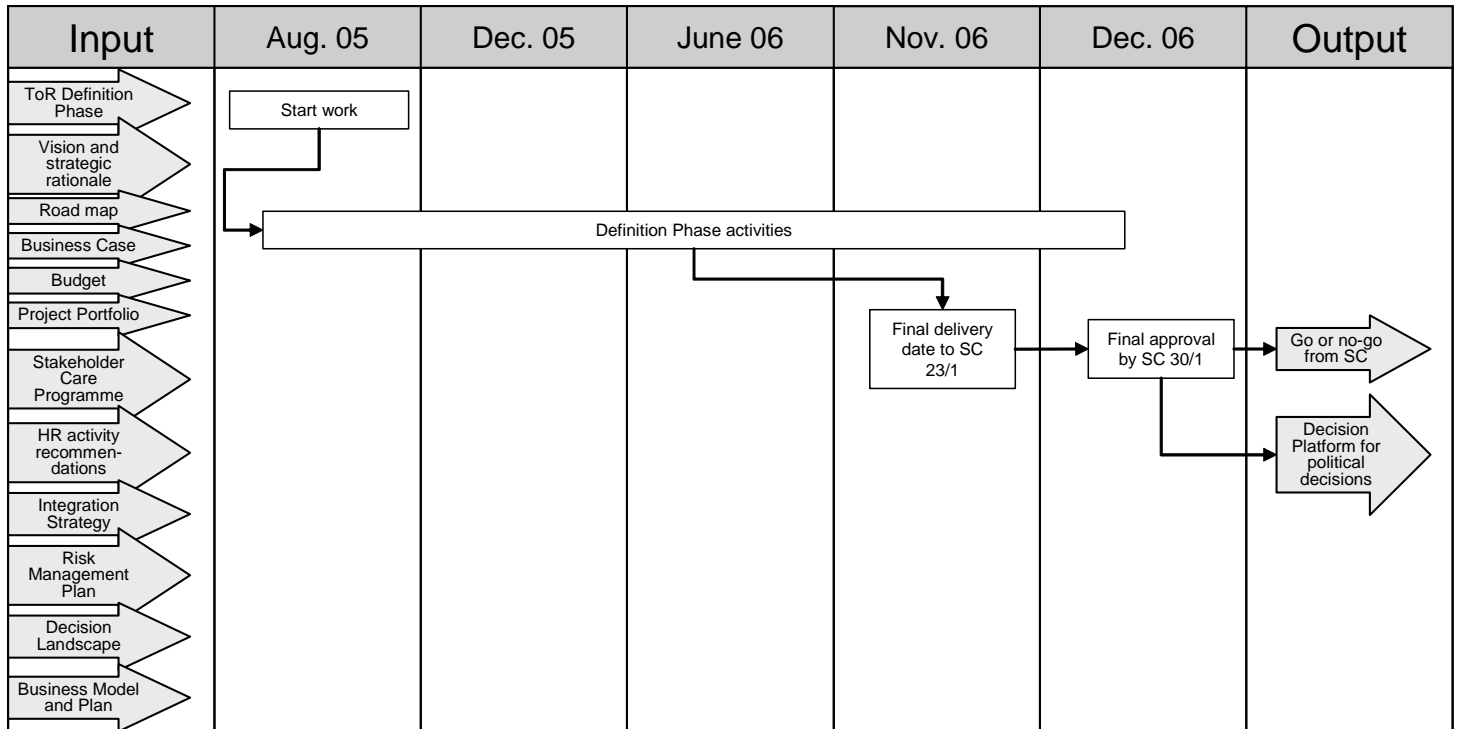 Input
Aug. 05
Dec. 05
June 06
Nov. 06
Dec. 06
Output
ToR Definition
Phase
Vision and
strategic
rationale
Road map
Business Case
Budget
Project Portfolio
Stakeholder
Care
Programme
HR activity
recommen-
dations
Integration
Strategy
Risk
Management
Plan
Decision
Landscape
Business Model
and Plan
Start work
Definition Phase activities
Final delivery
date to SC
23/1
Final approval
by SC 30/1
Go or no-go
from SC
Decision
Platform for
political
decisions